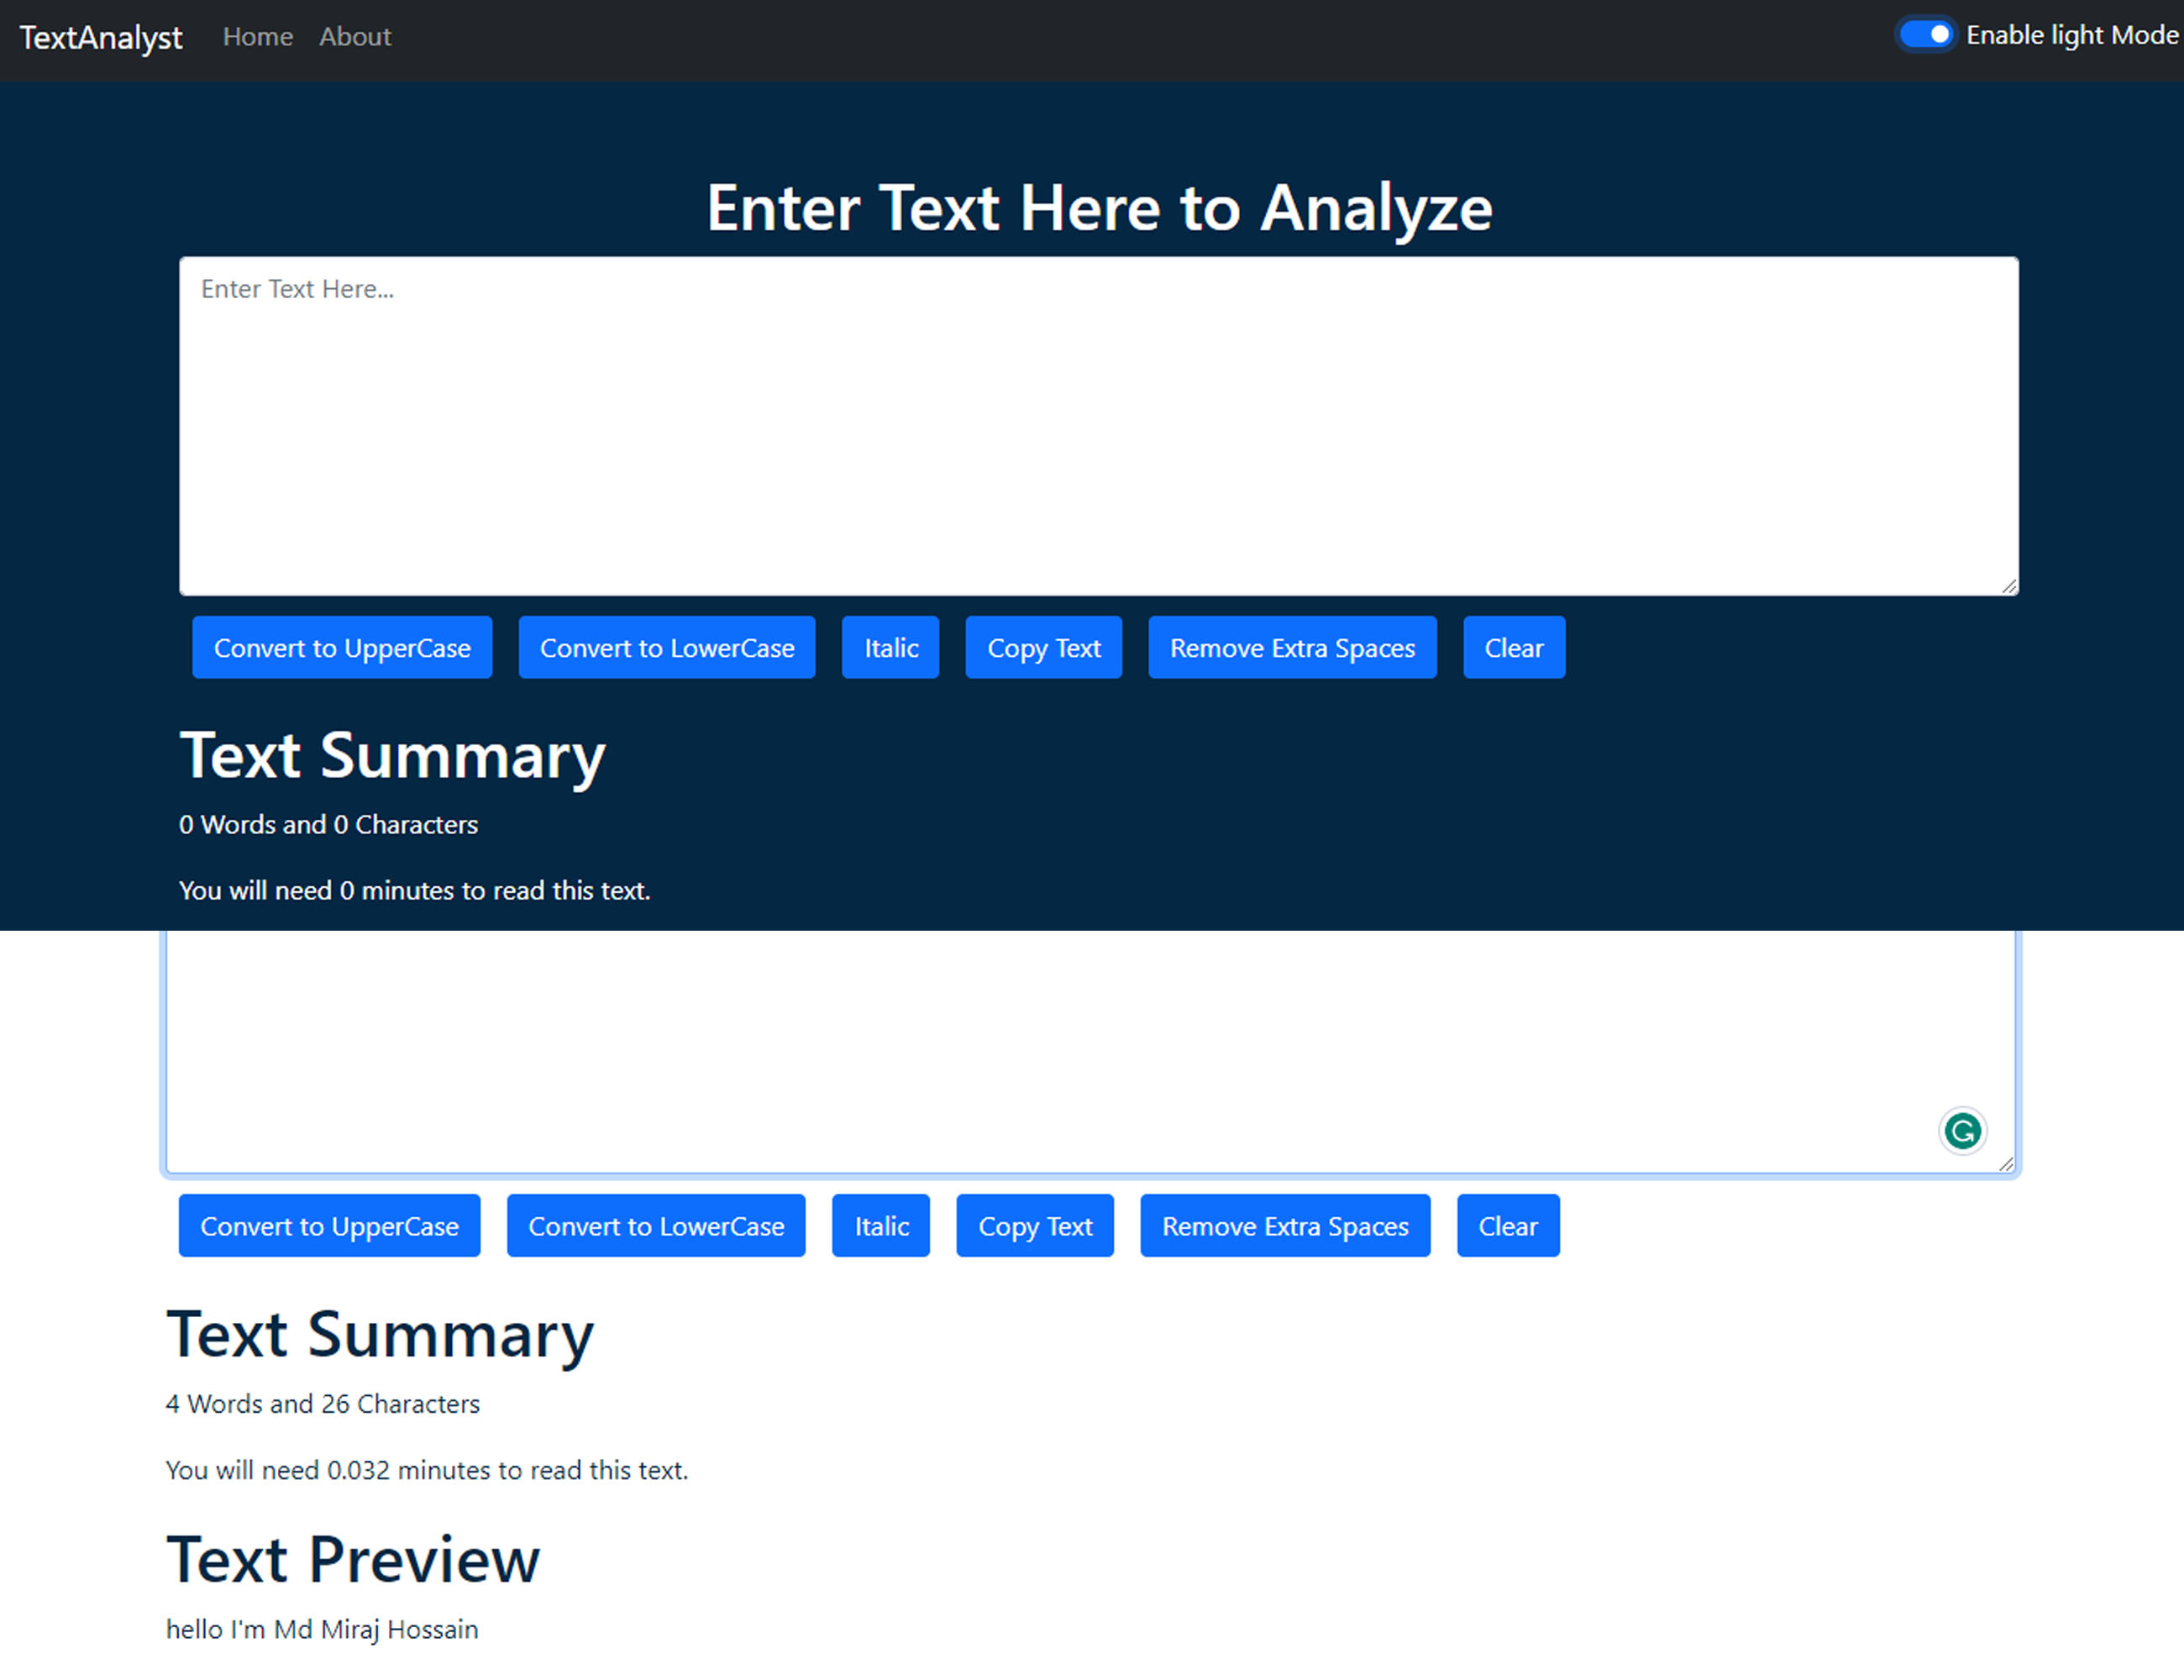 TextAnalyst Home About Enable light Mode
Enter Text Here to Analyze
Enter Text Here...
Convert to UpperCase Convert to LowerCase Italic Copy Text Remove Extra Spaces Clear
Text Summary
0 Words and 0 Characters
You will need 0 minutes to read this text.
Convert to UpperCase Convert to LowerCase Italic Copy Text Remove Extra Spaces Clear
Text Summary
4 Words and 26 Characters
You will need 0.032 minutes to read this text.
Text Preview
hello I'm Md Miraj Hossain